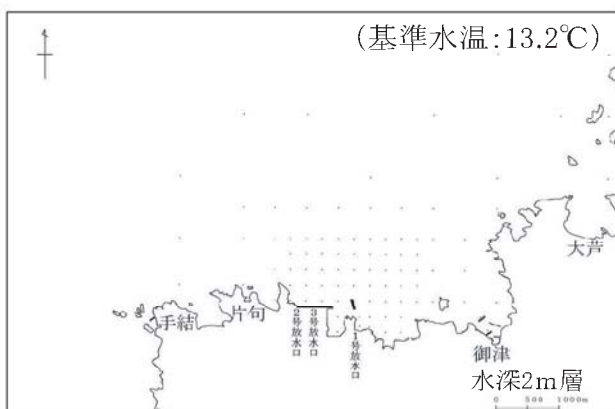 (基準水温:13.2℃)
大芦
手結
片句
2号放水口
3号放水口
1号放水口
御津
水深2m層
0 500 1000m